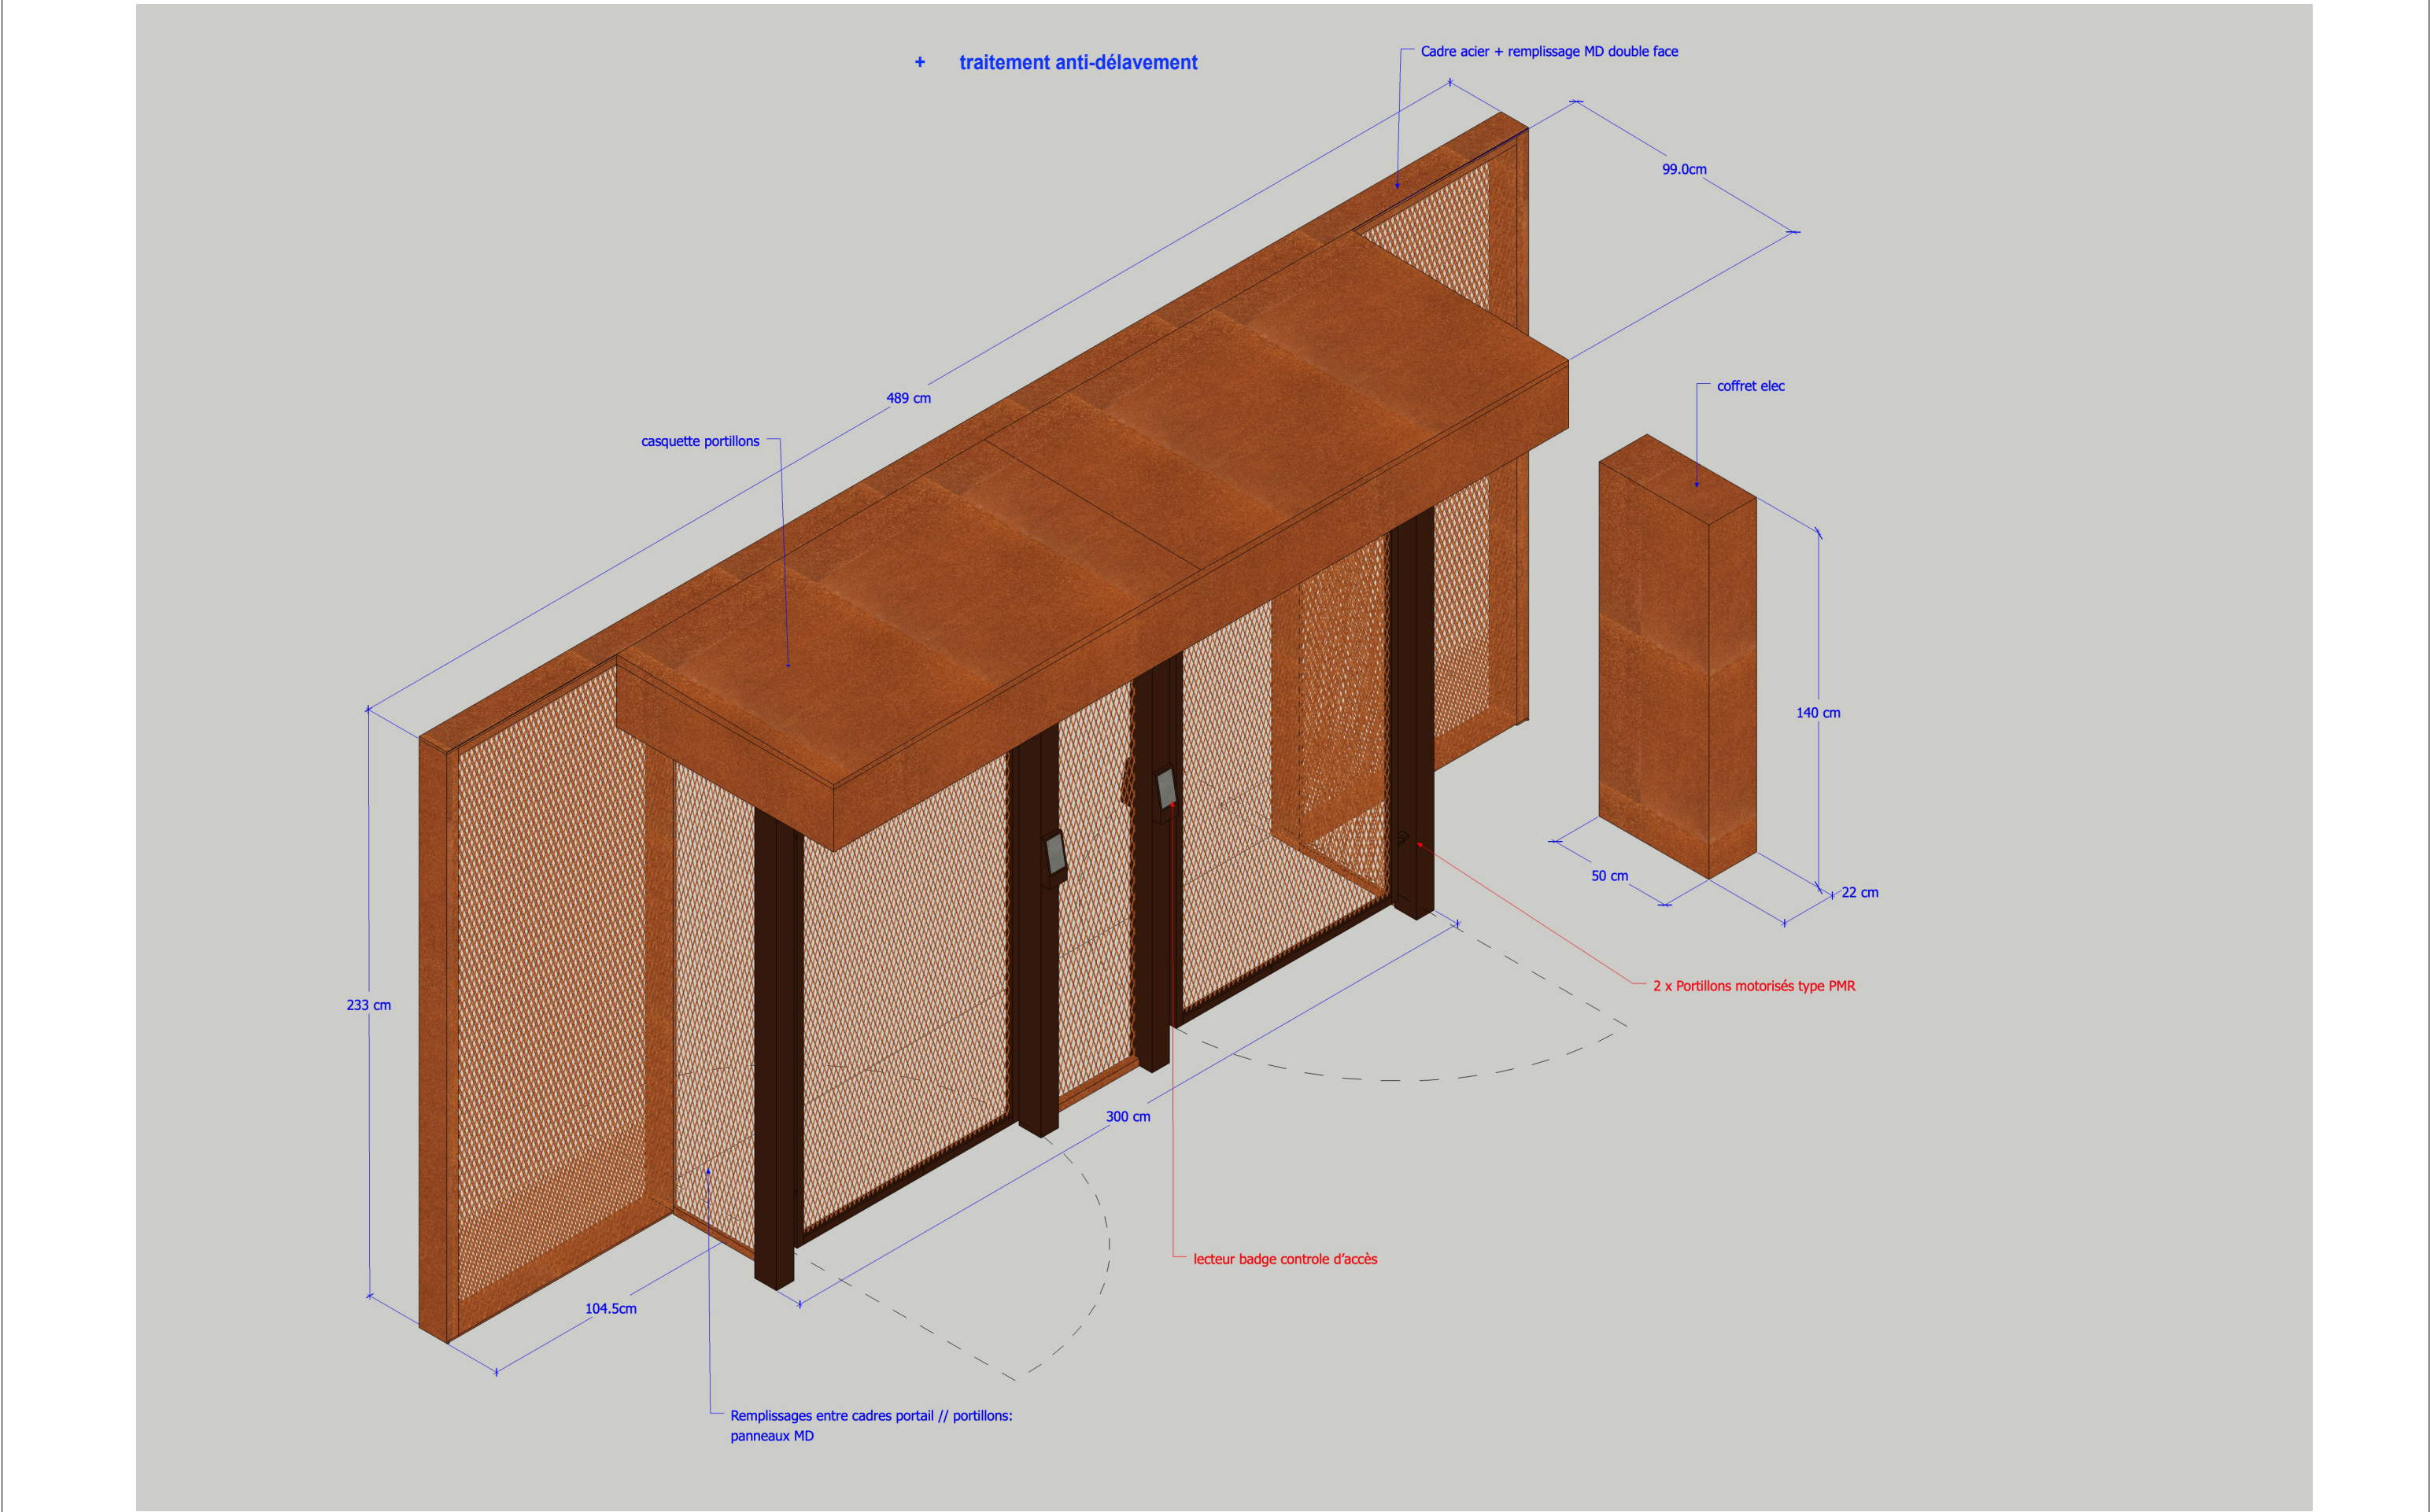 + traitement anti-délavement
Cadre acier + remplissage MD double face
99.0cm
489 cm
coffret elec
casquette portillons
140 cm
50 cm
22 cm
2 x Portillons motorisés type PMR
233 cm
300 cm
lecteur badge controle d'accès
104.5cm
Remplissages entre cadres portail // portillons:
panneaux MD